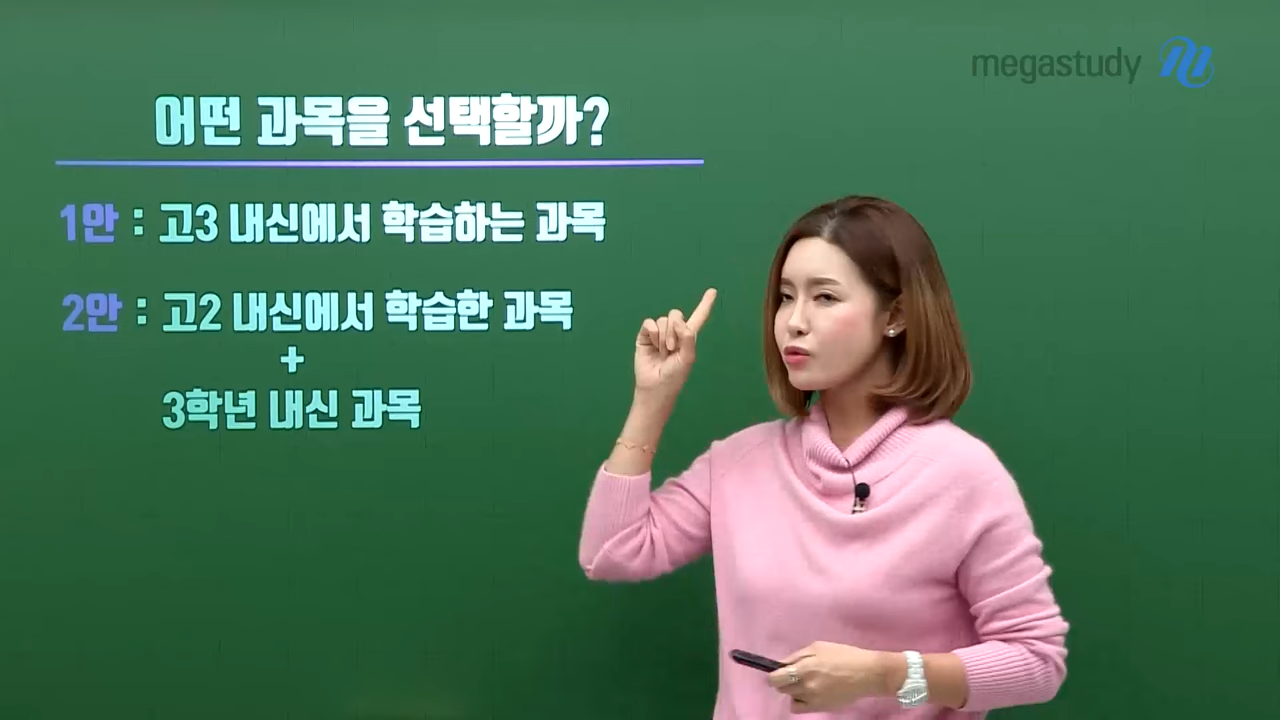 megastudy
어떤 과목을 선택할까?
1안 : 고3 내신에서 학습하는 과목
2안 : 고2 내신에서 학습한 과목
+
3학년 내신 과목